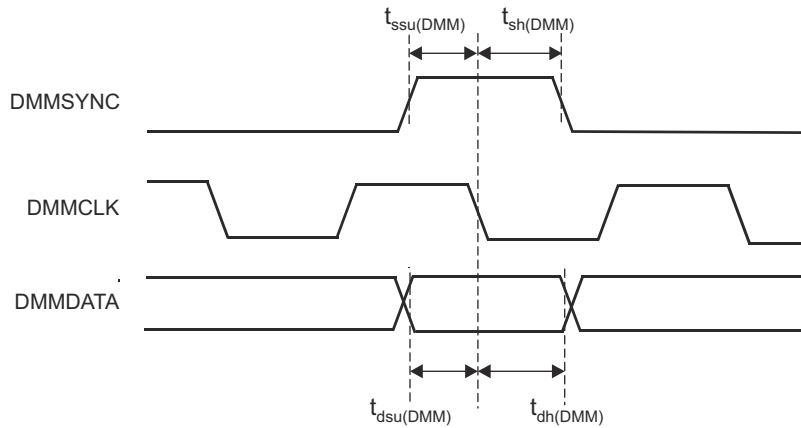 tssu(DMM) tsh(DMM)
DMMSYNC
DMMCLK
DMMDATA
tdsu(DMM) tdh(DMM)